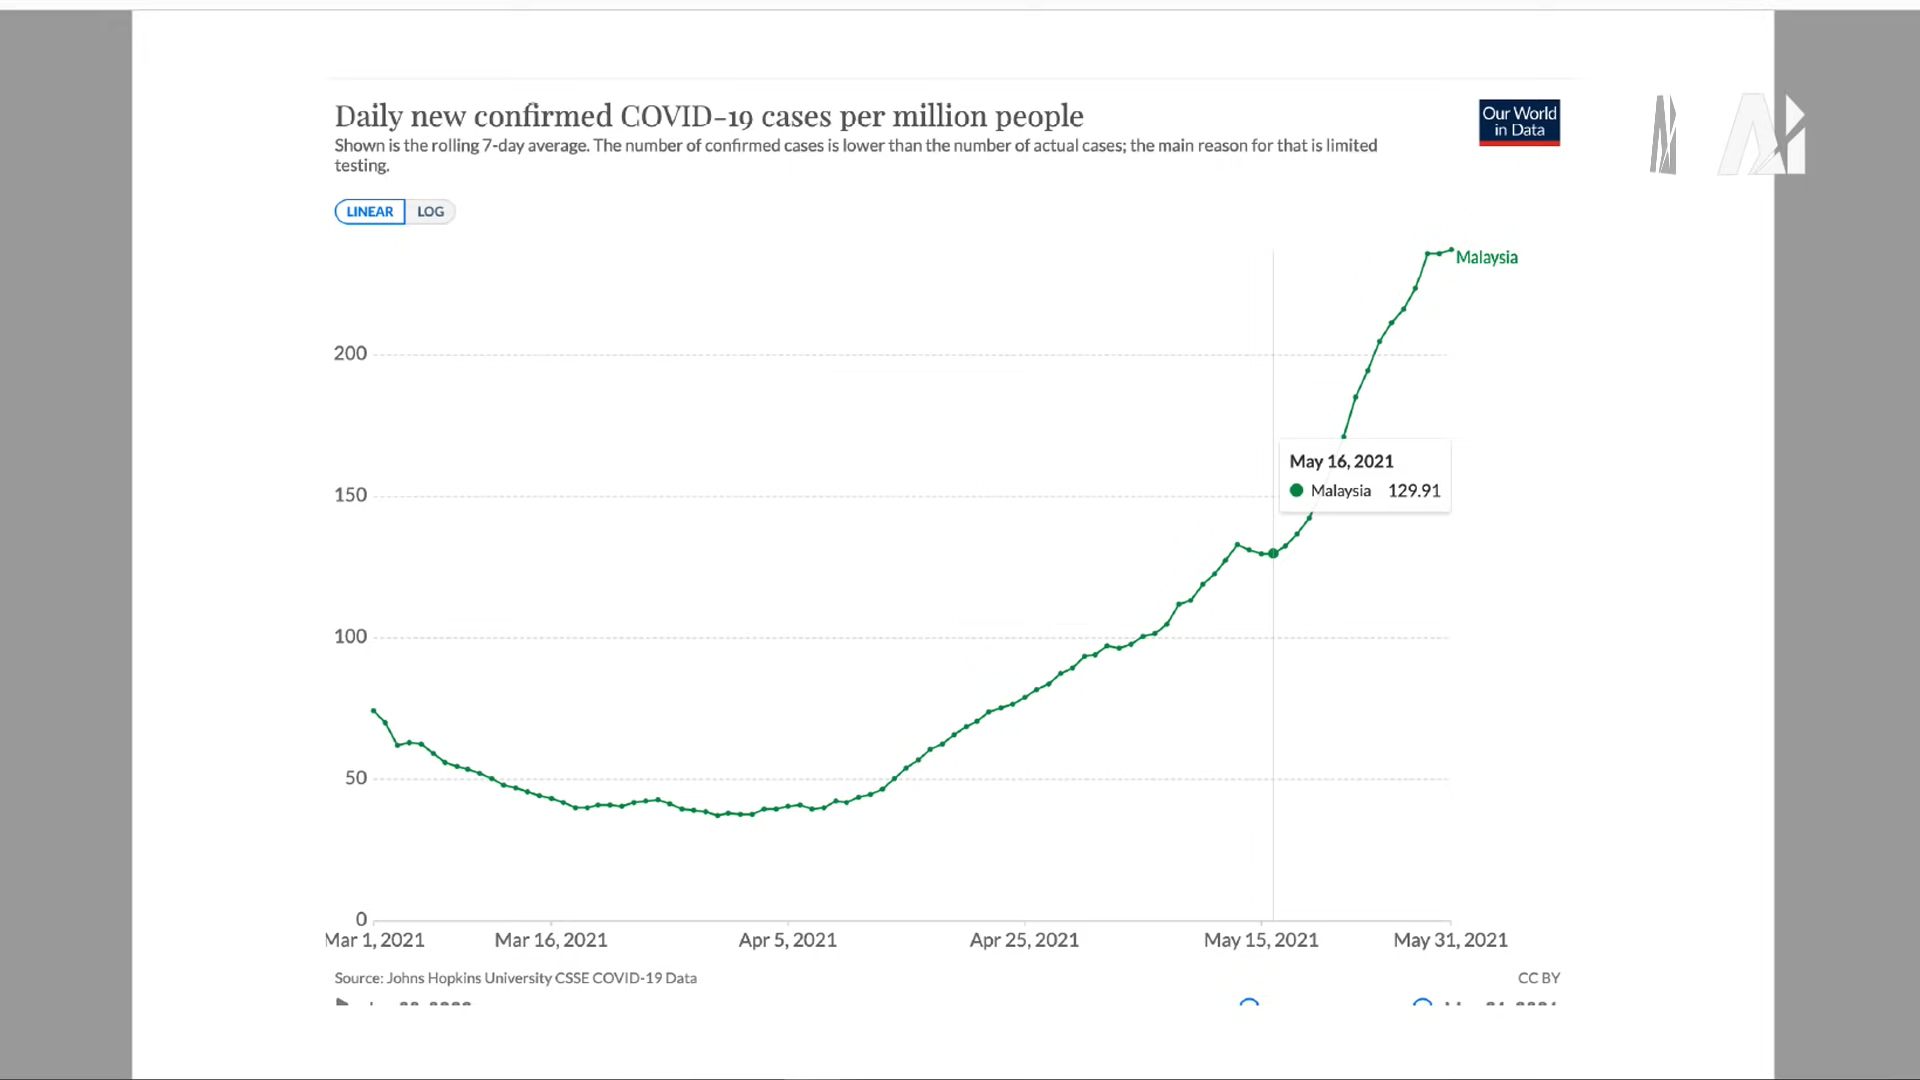 Daily new confirmed COVID-19 cases per million people
Our World
in Data
Shown is the rolling 7-day average. The number of confirmed cases is lower than the number of actual cases; the main reason for that is limited
testing.
LINEAR LOG
Malaysia
200
May 16, 2021
Malaysia 129.91
150
100
50
0
Mar 1, 2021 Mar 16, 2021 Apr 5, 2021 Apr 25, 2021 May 15, 2021 May 31, 2021
Source: Johns Hopkins University CSSE COVID-19 Data
CC BY